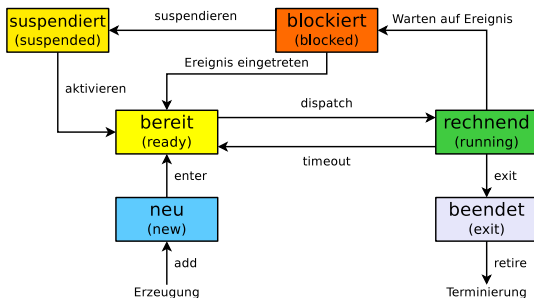 suspendiert
(suspended)
suspendieren
blockiert
(blocked)
Warten auf Ereignis
Ereignis eingetreten
aktivieren
bereit
(ready)
dispatch
rechnend
(running)
timeout
enter
exit
neu
(new)
beendet
(exit)
add
retire
Erzeugung
Terminierung